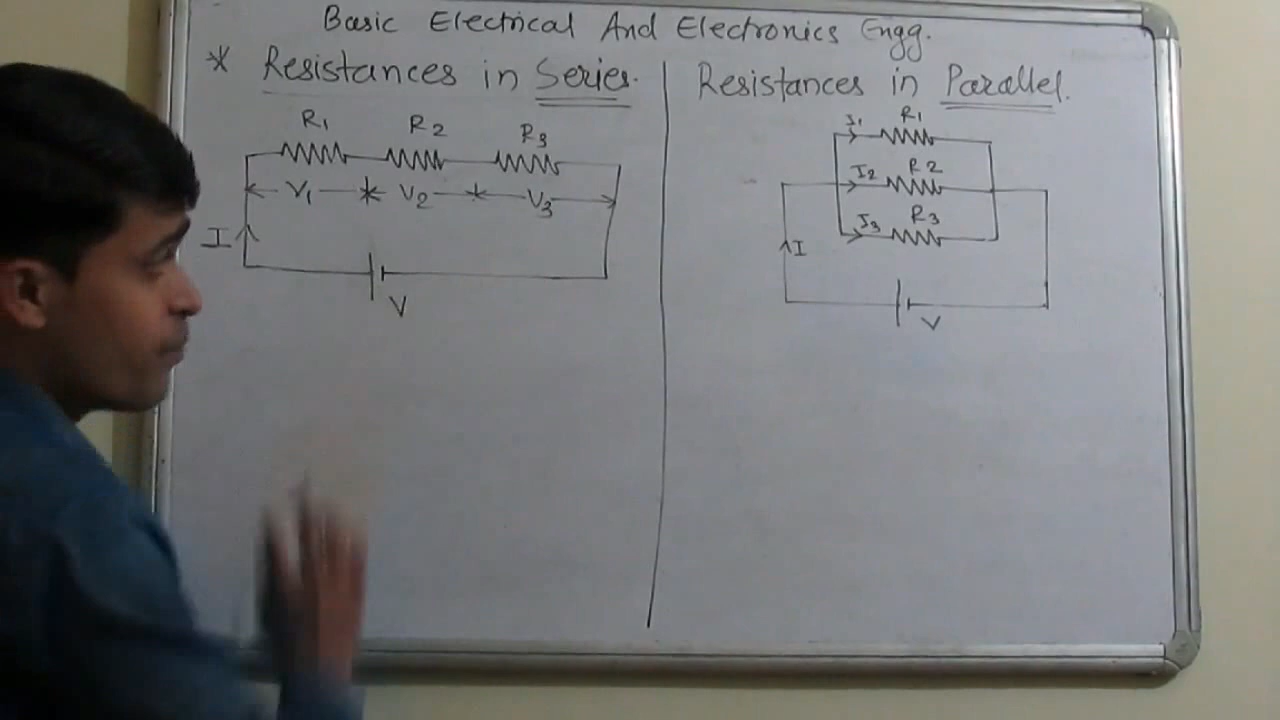 Basic Electrical And Electronics Engg.
* Resistances in Series.
R1 R2 R3
V1 V2 V3
I
V
Resistances in Parallel.
I1 R1
I2 R2
I3 R3
I
V